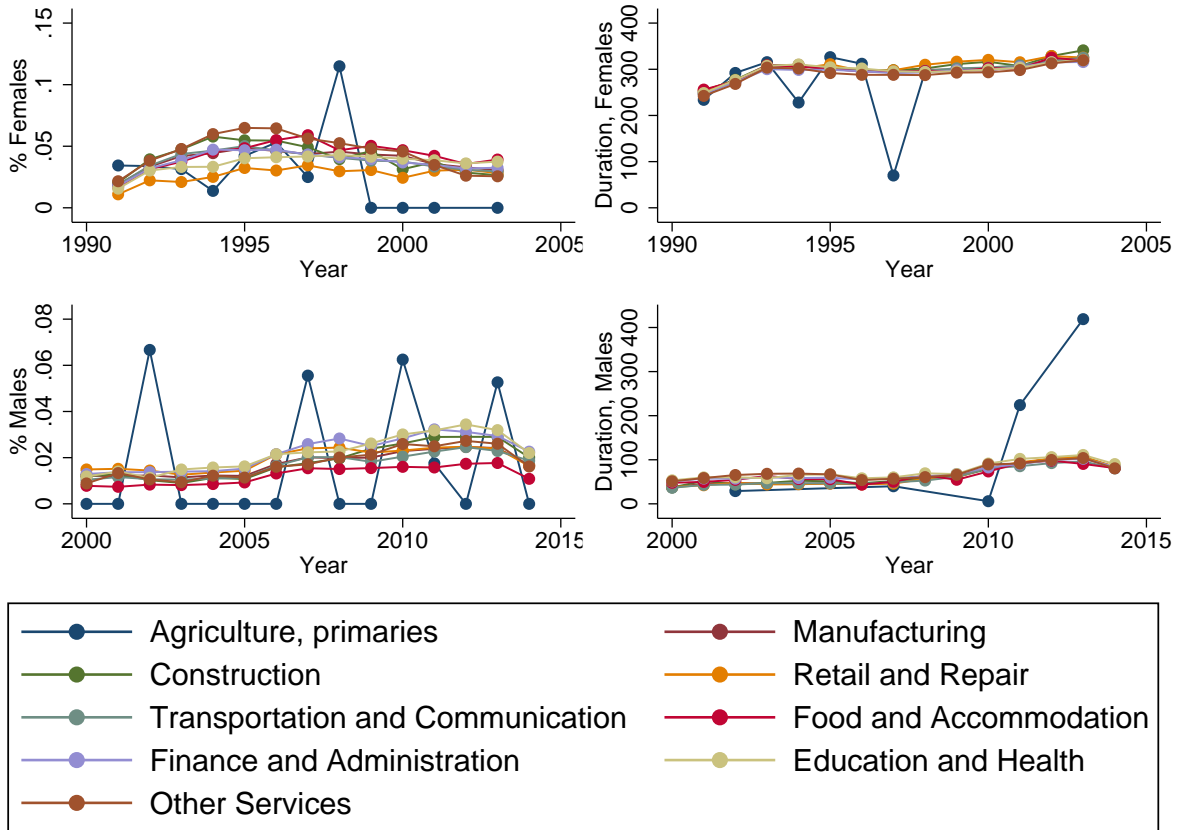 % Females
.15
.1
.05
0
1990
1995
2000
2005
Year
Duration, Females
400
300
200
100
0
1990
1995
2000
2005
Year
% Males
.08
.06
.04
.02
0
2000
2005
2010
2015
Year
Duration, Males
400
300
200
100
0
2000
2005
2010
2015
Year
Agriculture, primaries
Manufacturing
Construction
Retail and Repair
Transportation and Communication
Food and Accommodation
Finance and Administration
Education and Health
Other Services